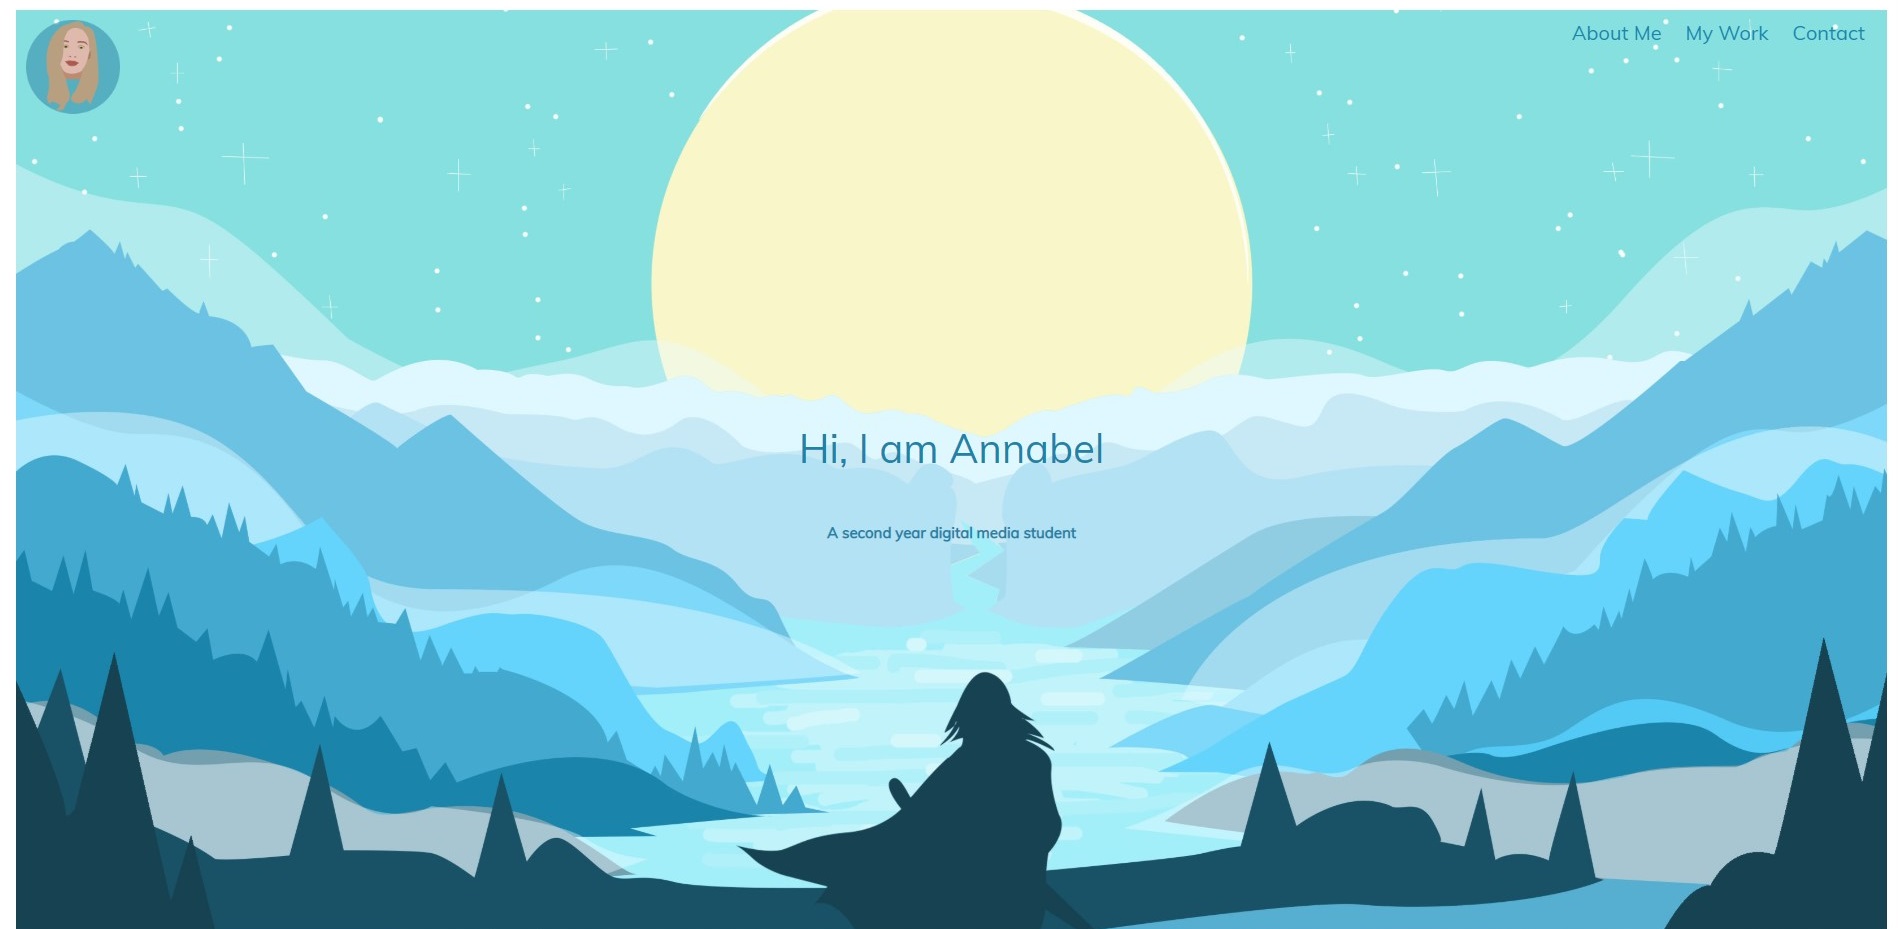 About Me My Work Contact
Hi, I am Annabel
A second year digital media student